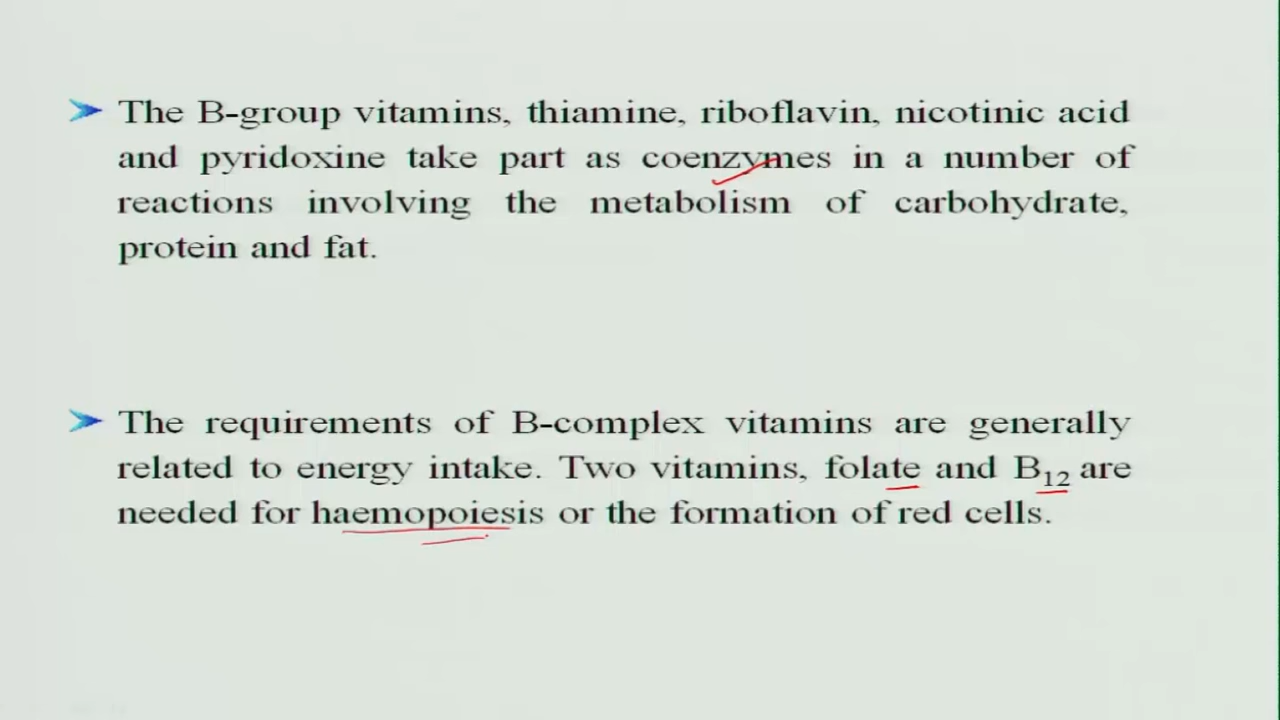 The B-group vitamins, thiamine, riboflavin, nicotinic acid
and pyridoxine take part as coenzymes in a number of
reactions involving the metabolism of carbohydrate,
protein and fat.
The requirements of B-complex vitamins are generally
related to energy intake. Two vitamins, folate and B₁₂ are
needed for haemopoiesis or the formation of red cells.